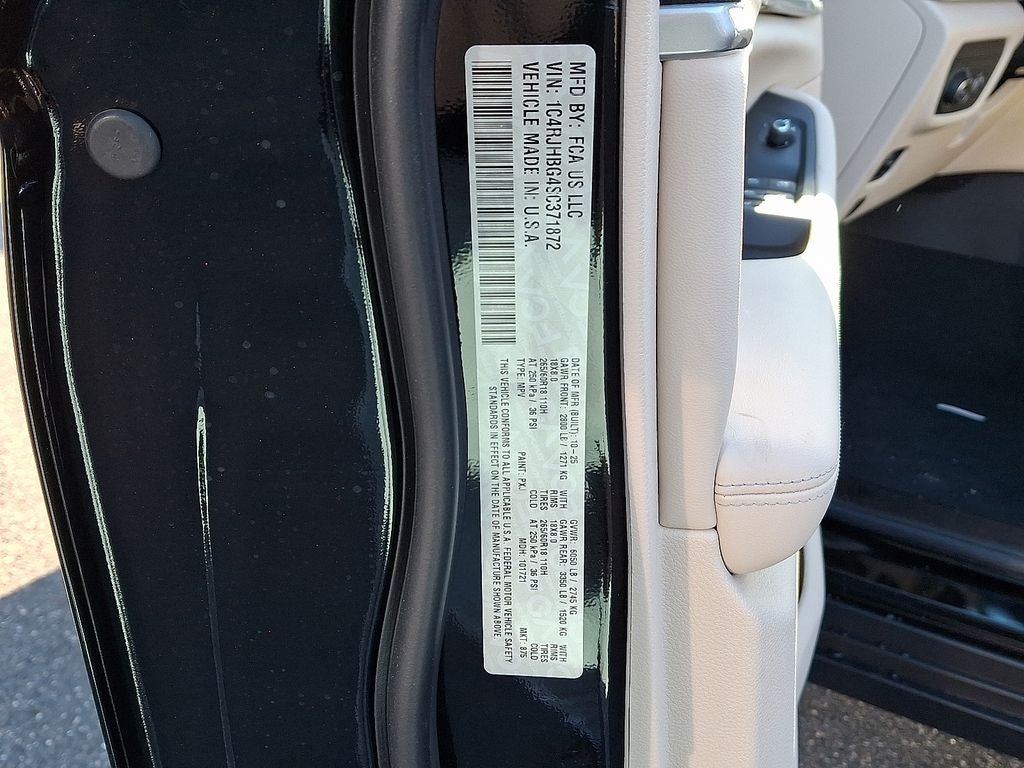 MFD BY: FCA US LLC
VIN: 1C4RJHBG4SC371872
VEHICLE MADE IN: U.S.A.
DATE OF MFR (BUILT): 10-25 GVWR: 6050 LB / 2745 KG
GAWR FRONT: 2800 LB / 1271 KG WITH GAWR REAR: 3350 LB / 1520 KG WITH
18X8.0 RIMS 18X8.0 RIMS
265/60R18 110H TIRES 265/60R18 110H TIRES
AT 250 kPa / 36 PSI COLD AT 250 kPa / 36 PSI COLD
TYPE: MPV PAINT: PXJ MDH: 101721 MKT: 875
THIS VEHICLE CONFORMS TO ALL APPLICABLE U.S.A. FEDERAL MOTOR VEHICLE SAFETY
STANDARDS IN EFFECT ON THE DATE OF MANUFACTURE SHOWN ABOVE.